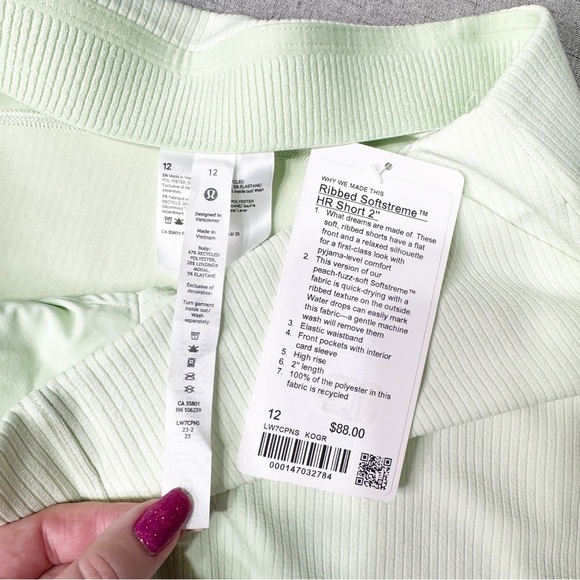 12
12
Designed in
Vancouver
Made in
Vietnam
Body:
67% RECYCLED
POLYESTER,
28% LENZING®
MODAL,
5% ELASTANE
Exclusive of
decoration
Turn garment
inside out/
Wash
separately
CA 35801
RN 106259
LW7CPNS
23-2
25
WHY WE MADE THIS
Ribbed Softstreme™
HR Short 2"
1. What dreams are made of. These
soft, ribbed shorts have a flat
front and a relaxed silhouette
for a first-class look with
pyjama-level comfort
2. This version of our
peach-fuzz-soft Softstreme™
fabric is quick-drying with a
ribbed texture on the outside.
Water drops can easily mark
this fabric—a gentle machine
wash will remove them
3. Elastic waistband
4. Front pockets with interior
card sleeve
5. High rise
6. 2" length
7. 100% of the polyester in this
fabric is recycled
12 $88.00
LW7CPNS KOGR
000147032784